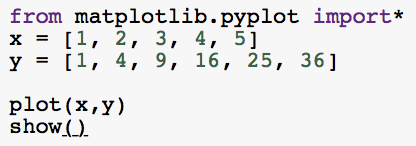 from matplotlib.pyplot import*
x = [1, 2, 3, 4, 5]
y = [1, 4, 9, 16, 25, 36]
plot(x,y)
show()